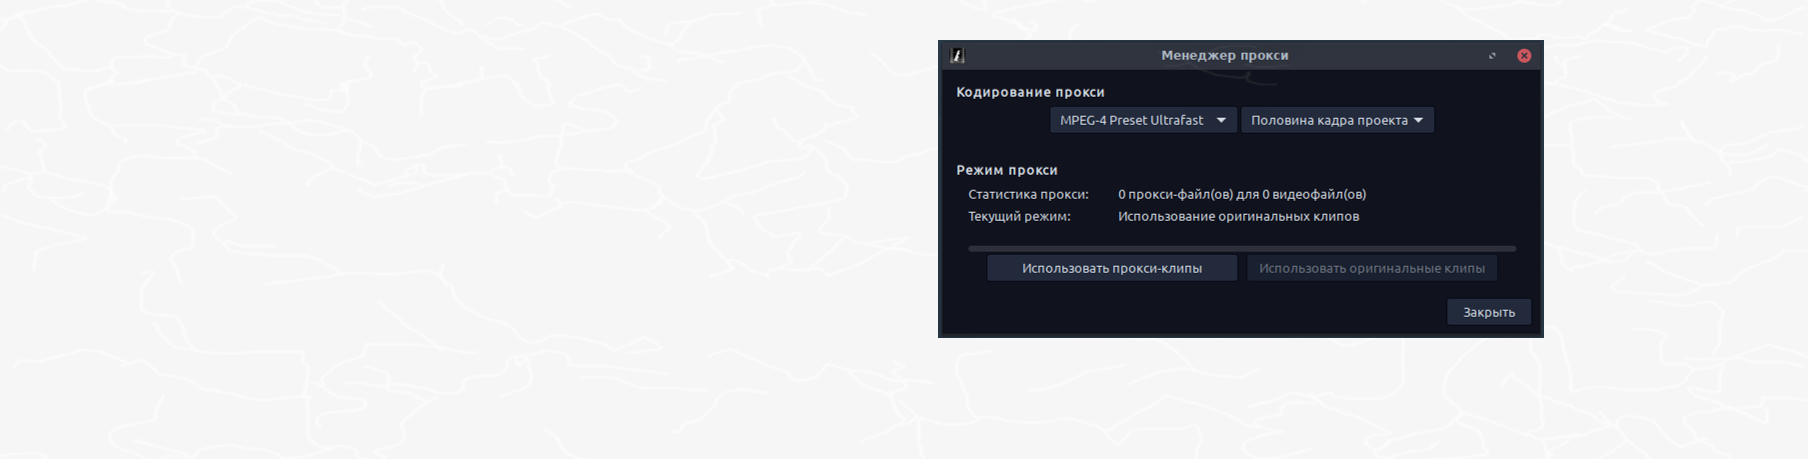 Менеджер прокси
Кодирование прокси
MPEG-4 Preset Ultrafast Половина кадра проекта
Режим прокси
Статистика прокси: 0 прокси-файл(ов) для 0 видеофайл(ов)
Текущий режим: Использование оригинальных клипов
Использовать прокси-клипы Использовать оригинальные клипы
Закрыть